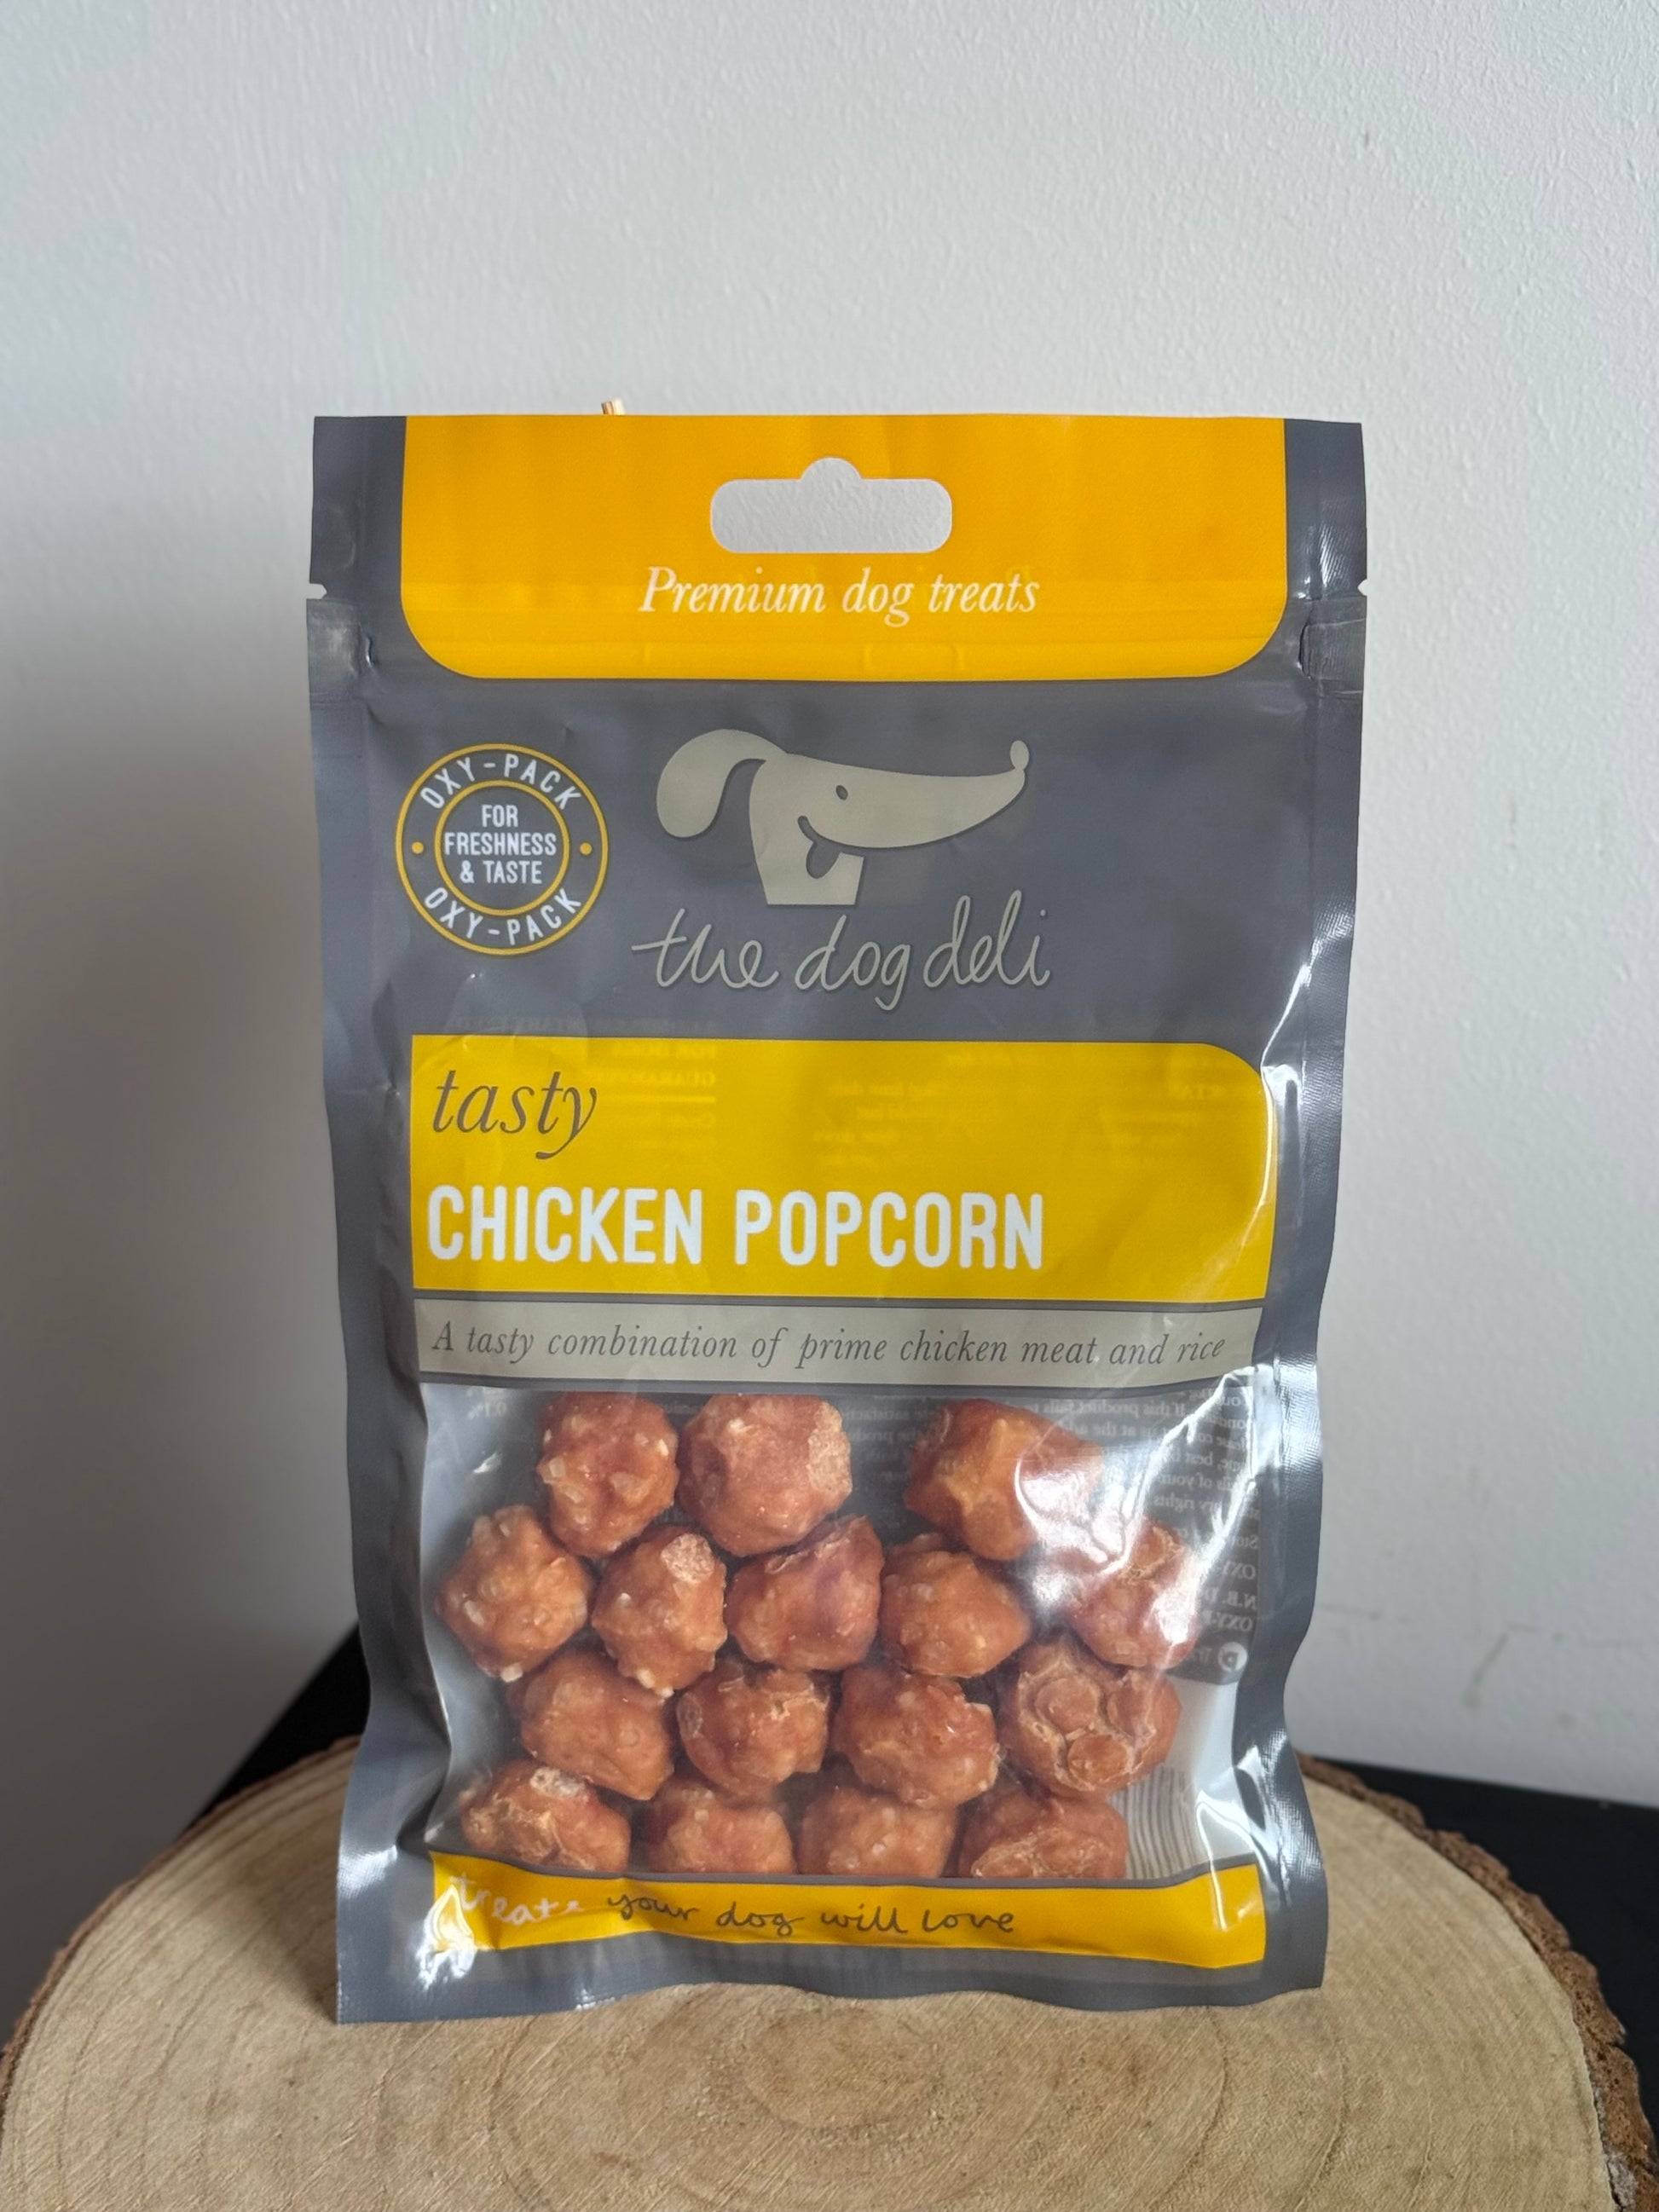 Premium dog treats
OXY-PACK
FOR
FRESHNESS
& TASTE
OXY-PACK
the dog deli
tasty
CHICKEN POPCORN
A tasty combination of prime chicken meat and rice
treats your dog will love